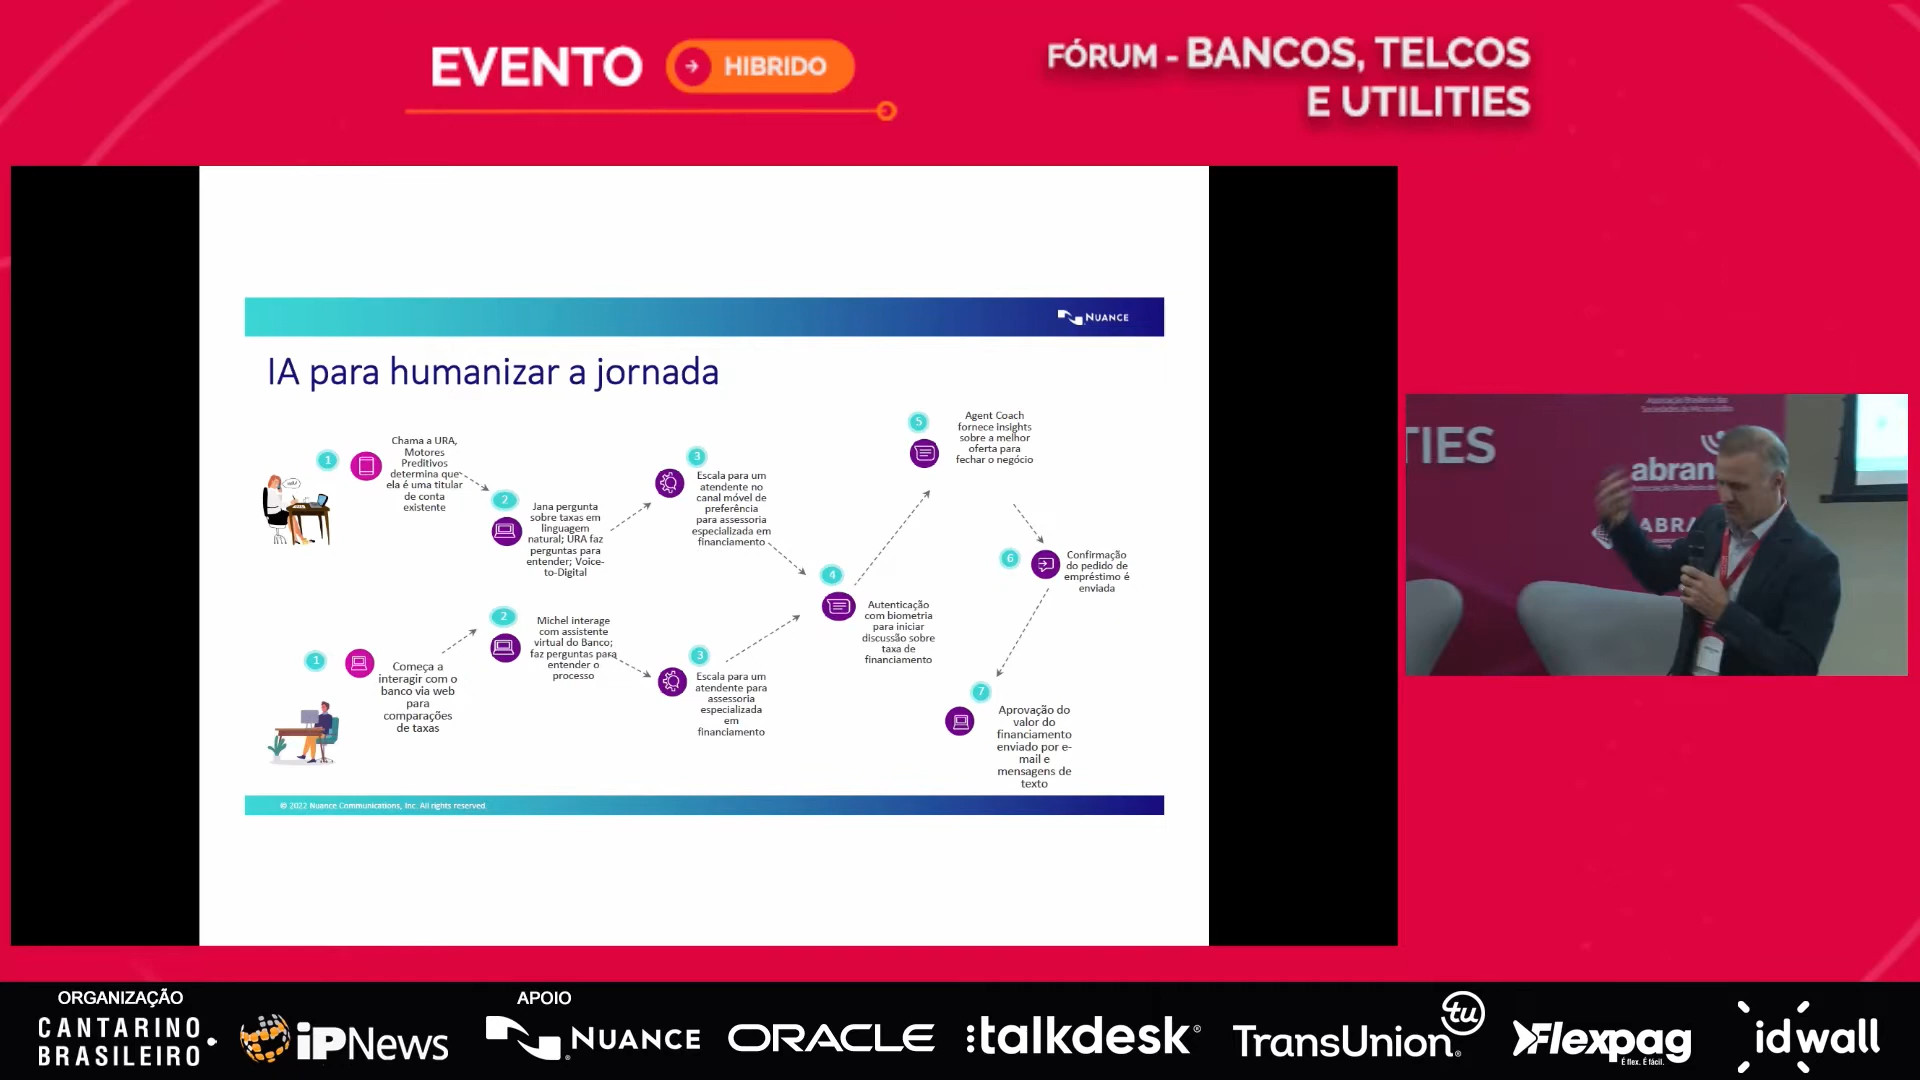 EVENTO
HIBRIDO
FÓRUM - BANCOS, TELCOS
E UTILITIES
NUANCE
IA para humanizar a jornada
1
Chama a URA,
Motores
Preditivos
determina que
ela é uma titular
de conta
existente
2
Jana pergunta
sobre taxas em
linguagem
natural; URA faz
perguntas para
entender; Voice-
to-Digital
3
Escala para um
atendente no
canal móvel de
preferência
para assessoria
especializada em
financiamento
1
Começa a
interagir com o
banco via web
para
comparações
de taxas
2
Michel interage
com assistente
virtual do Banco;
faz perguntas para
entender o
processo
3
Escala para um
atendente para
assessoria
especializada
em
financiamento
4
Autenticação
com biometria
para iniciar
discussão sobre
taxa de
financiamento
5
Agent Coach
fornece insights
sobre a melhor
oferta para
fechar o negócio
6
Confirmação
do pedido de
empréstimo é
enviada
7
Aprovação do
valor do
financiamento
enviado por e-
mail e
mensagens de
texto
© 2022 Nuance Communications, Inc. All rights reserved.
TIES
abran
ABRA
ORGANIZAÇÃO
CANTARINO
BRASILEIRO
iPNews
APOIO
NUANCE
ORACLE
:talkdesk®
TransUnion®
tu
Flexpag
É flex. É fácil.
idwall